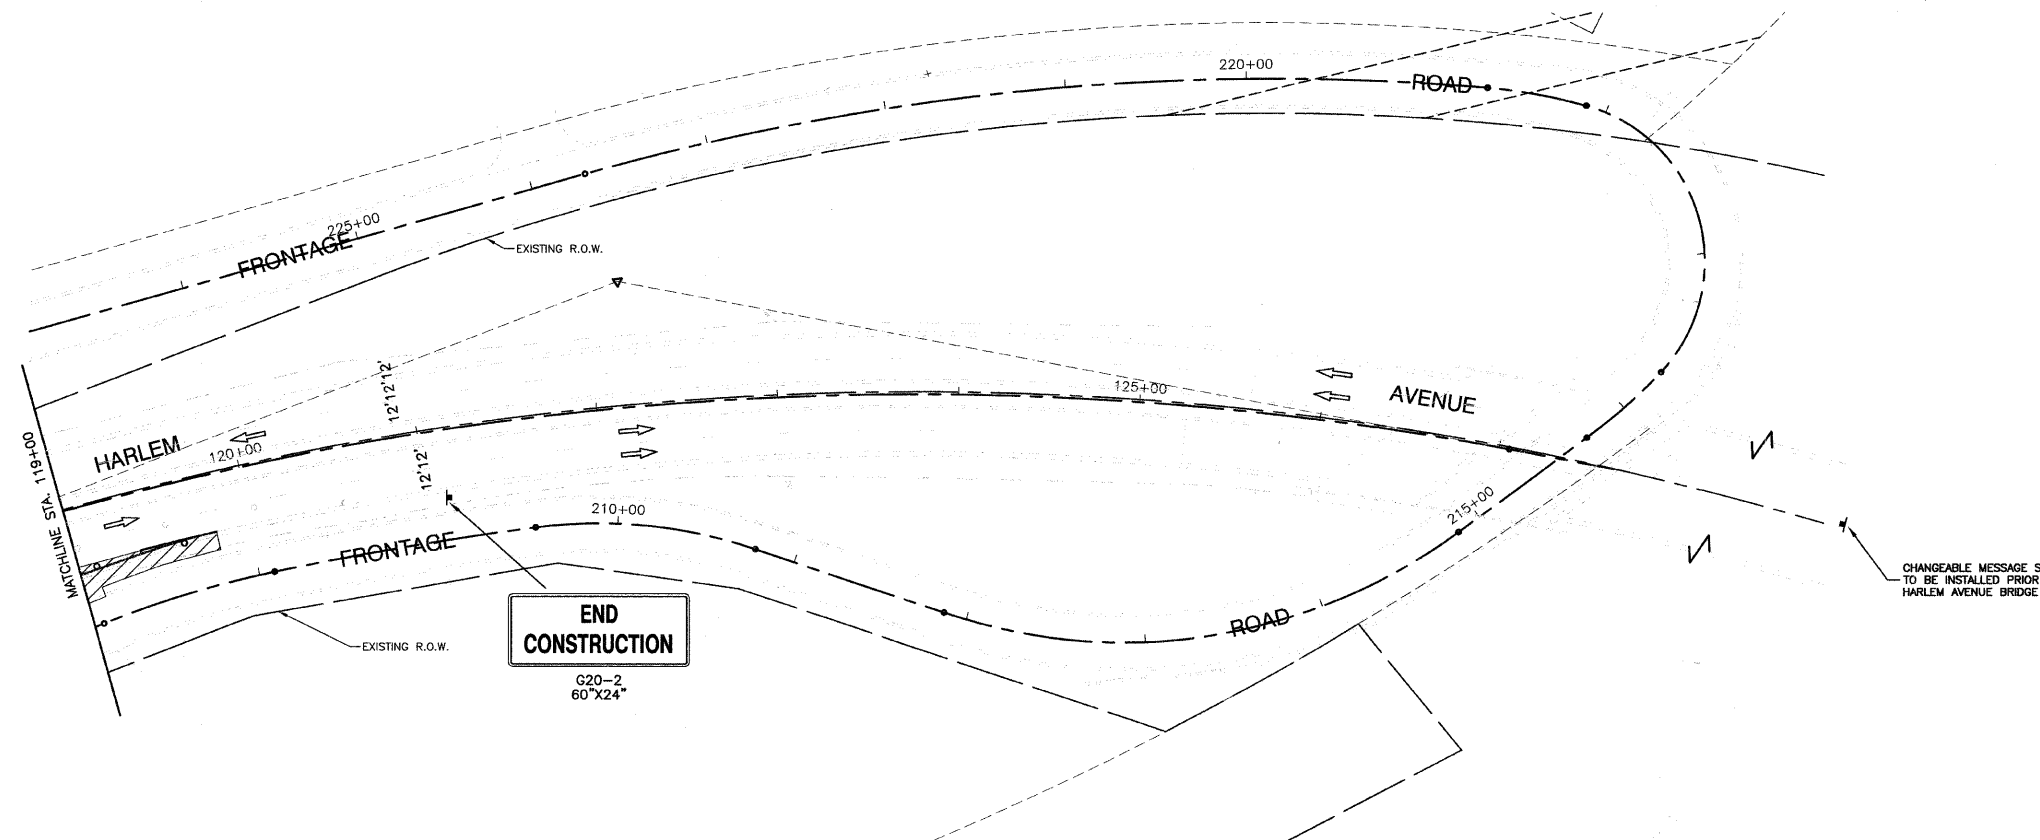 220+00
ROAD
225+00
FRONTAGE
EXISTING R.O.W.
12'12'12'
125+00
AVENUE
HARLEM
120+00
12'12'
MATCHLINE STA. 119+00
210+00
215+00
FRONTAGE
CHANGEABLE MESSAGE
TO BE INSTALLED PRIOR
HARLEM AVENUE BRIDGE
END
CONSTRUCTION
ROAD
EXISTING R.O.W.
G20-2
60"X24"